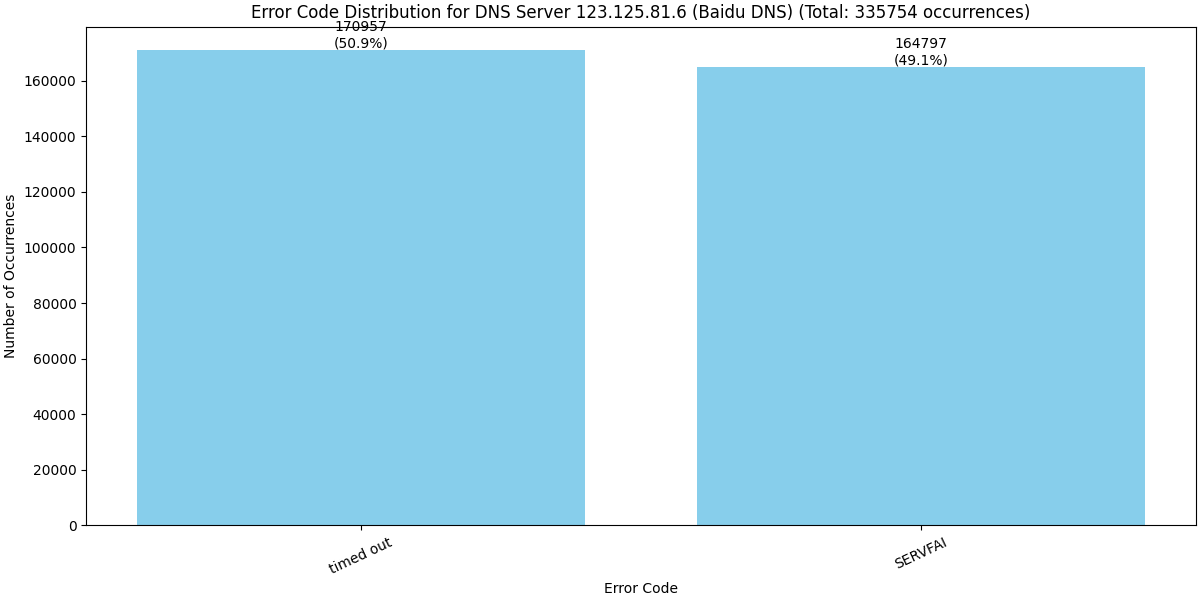 Error Code Distribution for DNS Server 123.125.81.6 (Baidu DNS) (Total: 335754 occurrences)
170957
(50.9%)
164797
(49.1%)
160000
140000
120000
100000
80000
60000
40000
20000
0
Number of Occurrences
timed out
SERVFAI
Error Code